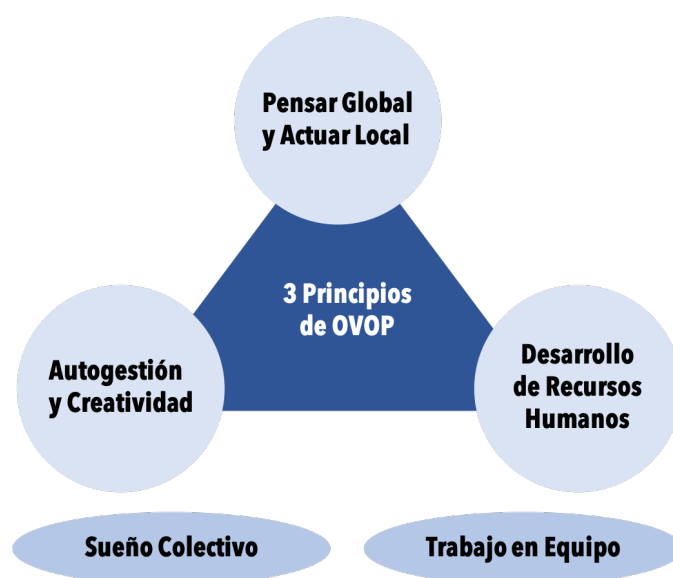 Pensar Global
y Actuar Local
3 Principios
de OVOP
Autogestión
y Creatividad
Desarrollo
de Recursos
Humanos
Sueño Colectivo
Trabajo en Equipo